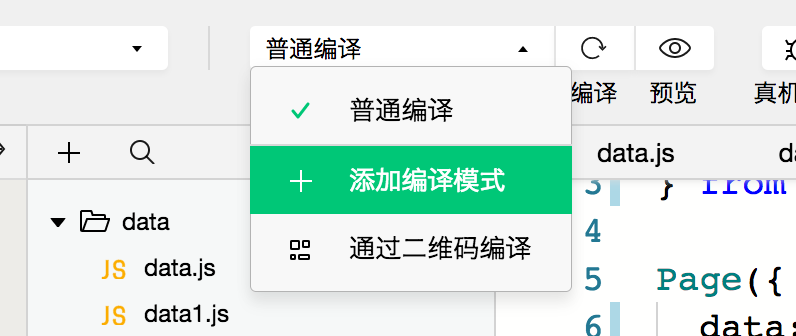 普通编译
编译 预览 真机
普通编译
添加编译模式
通过二维码编译
data
JS data.js
JS data1.js
data.js
3 } from
4
5 Page({
6 data: